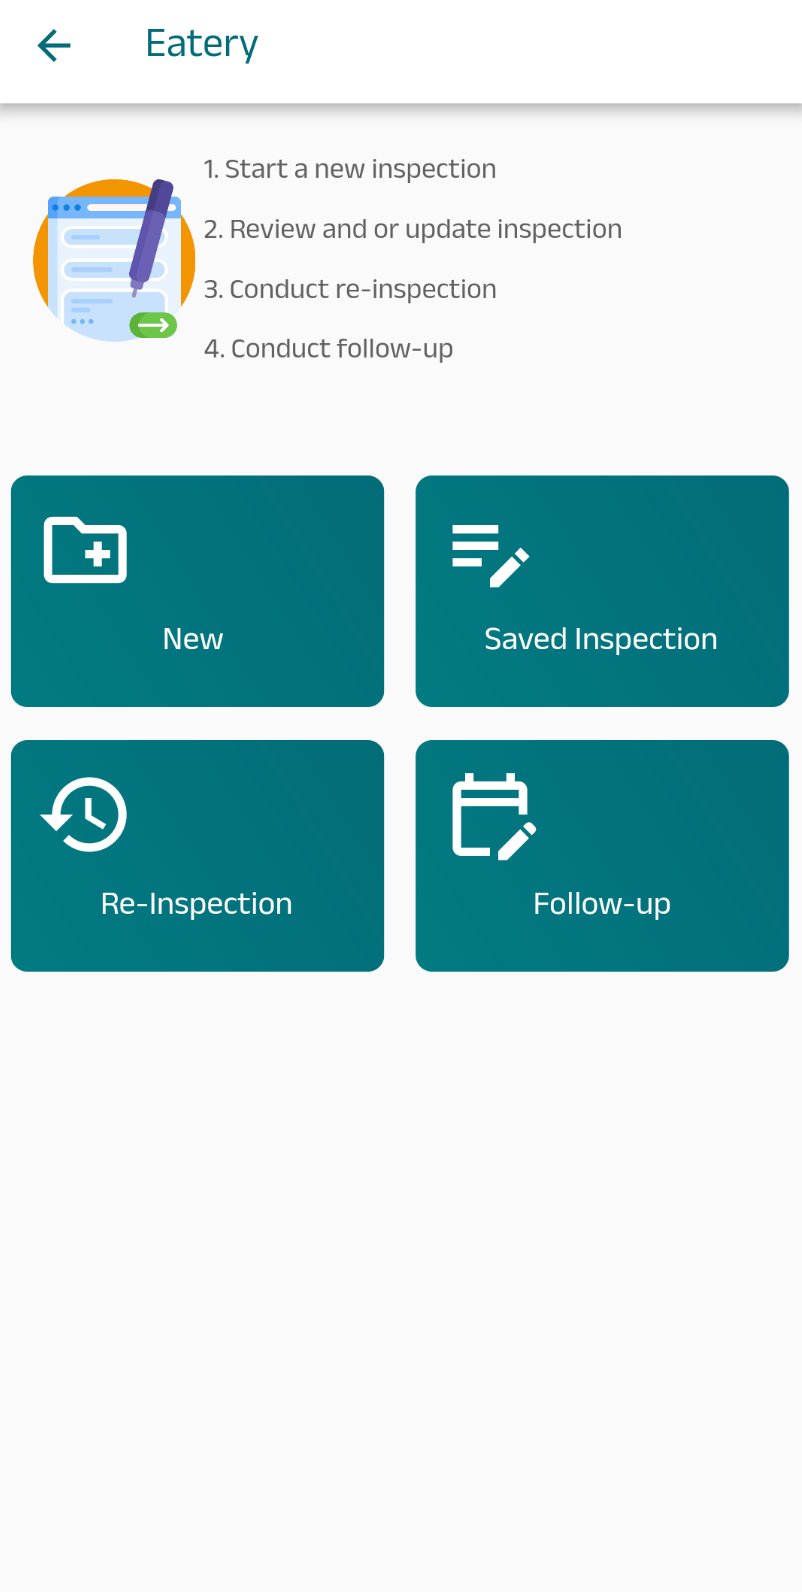 Eatery
1. Start a new inspection
2. Review and or update inspection
3. Conduct re-inspection
4. Conduct follow-up
New
Saved Inspection
Re-Inspection
Follow-up